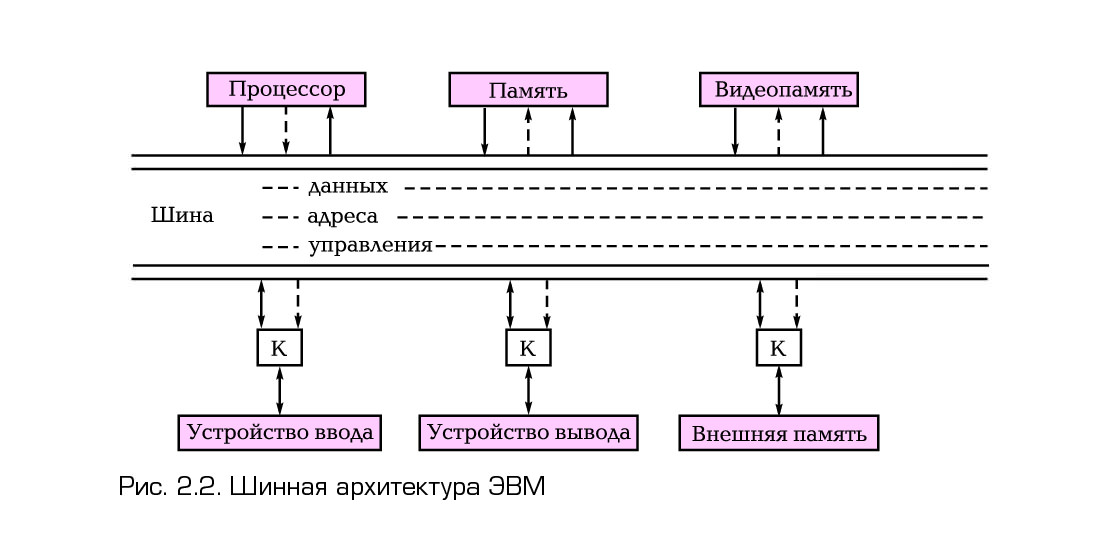 Процессор Память Видеопамять
данных
Шина адреса
управления
К К К
Устройство ввода Устройство вывода Внешняя память
Рис. 2.2. Шинная архитектура ЭВМ